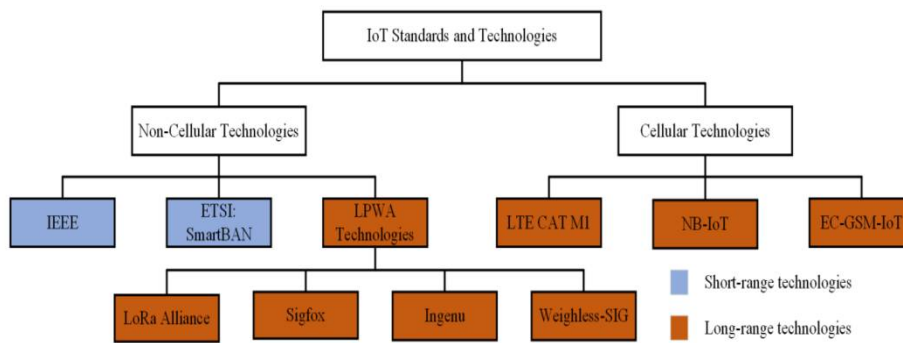 IoT Standards and Technologies
Non-Cellular Technologies
Cellular Technologies
IEEE
ETSI:
SmartBAN
LPWA
Technologies
LTE CAT M1
NB-IoT
EC-GSM-IoT
LoRa Alliance
Sigfox
Ingenu
Weighless-SIG
Short-range technologies
Long-range technologies